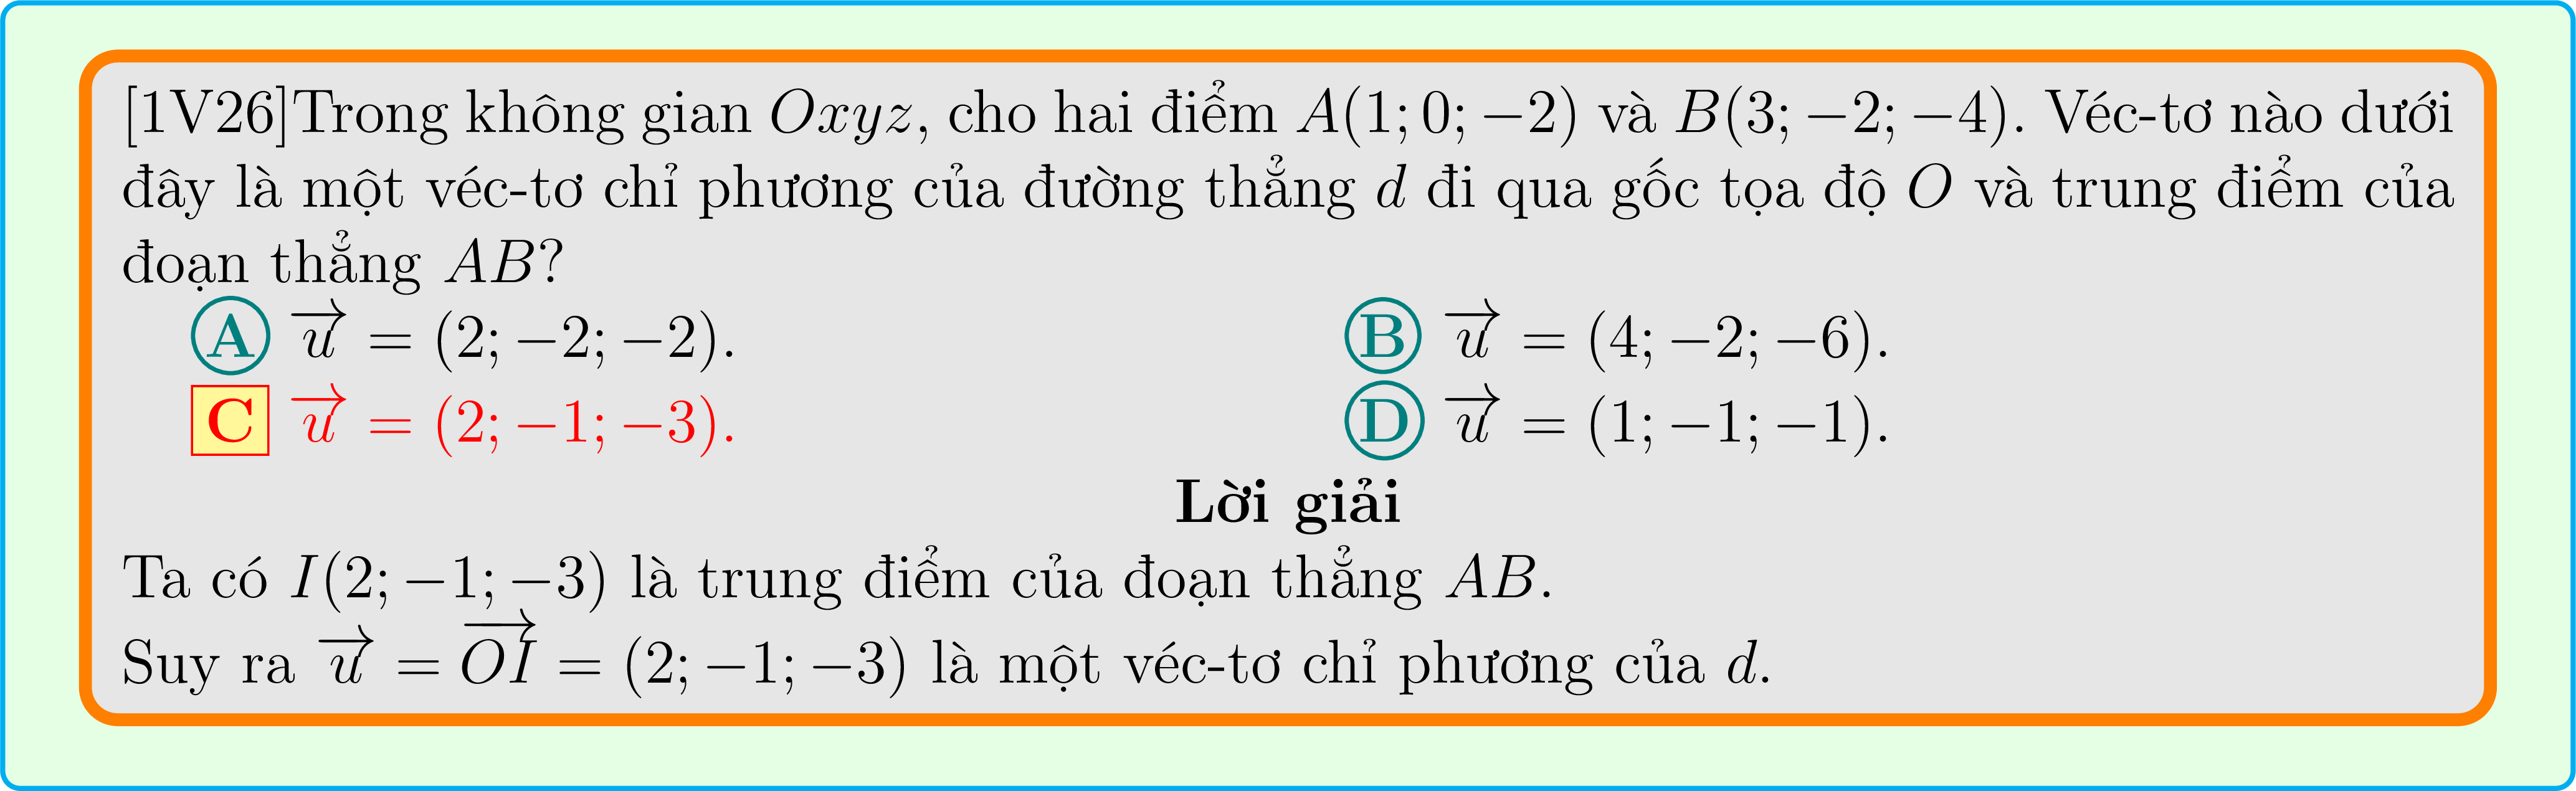 [1V26]Trong không gian Oxyz, cho hai điểm A(1; 0; −2) và B(3; −2; −4). Véc-tơ nào dưới
đây là một véc-tơ chỉ phương của đường thẳng d đi qua gốc tọa độ O và trung điểm của
đoạn thẳng AB?
A $\overrightarrow{u}$ = (2; −2; −2). B $\overrightarrow{u}$ = (4; −2; −6).
C $\overrightarrow{u}$ = (2; −1; −3). D $\overrightarrow{u}$ = (1; −1; −1).
Lời giải
Ta có I(2; −1; −3) là trung điểm của đoạn thẳng AB.
Suy ra $\overrightarrow{u}$ = $\overrightarrow{OI}$ = (2; −1; −3) là một véc-tơ chỉ phương của d.